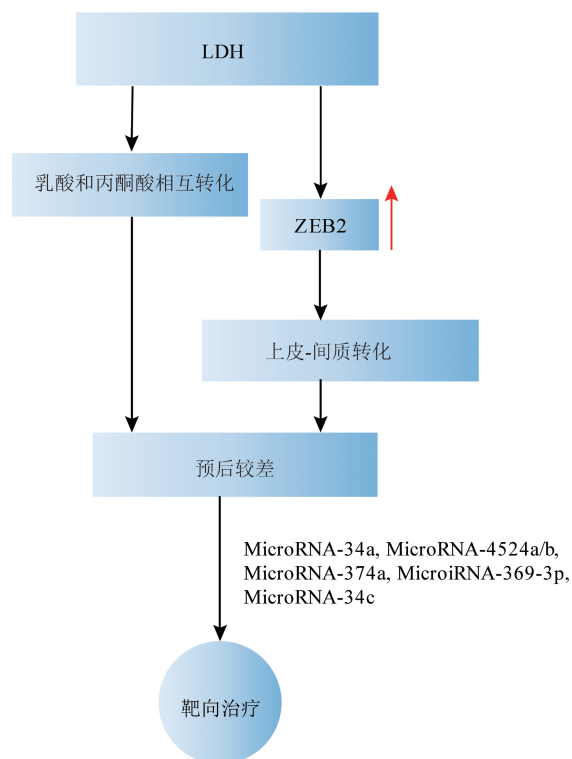 LDH
乳酸和丙酮酸相互转化
ZEB2
上皮-间质转化
预后较差
MicroRNA-34a, MicroRNA-4524a/b,
MicroRNA-374a, MicroiRNA-369-3p,
MicroRNA-34c
靶向治疗